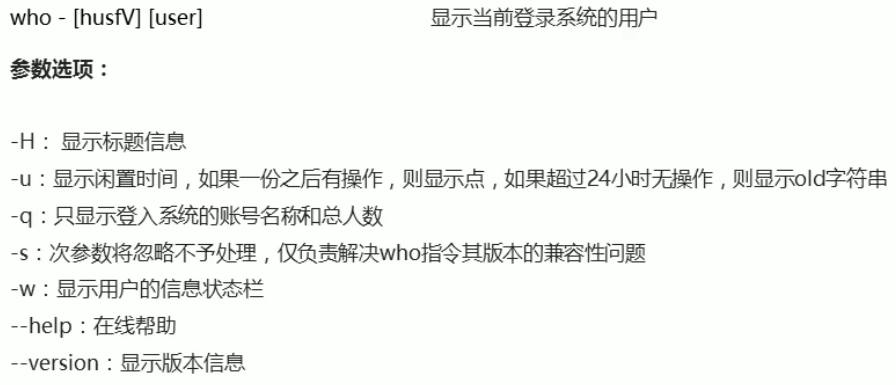 who - [husfV] [user] 显示当前登录系统的用户
参数选项：
-H： 显示标题信息
-u：显示闲置时间，如果一份之后有操作，则显示点，如果超过24小时无操作，则显示old字符串
-q：只显示登入系统的账号名称和总人数
-s：次参数将忽略不予处理，仅负责解决who指令其版本的兼容性问题
-w：显示用户的信息状态栏
--help：在线帮助
--version：显示版本信息